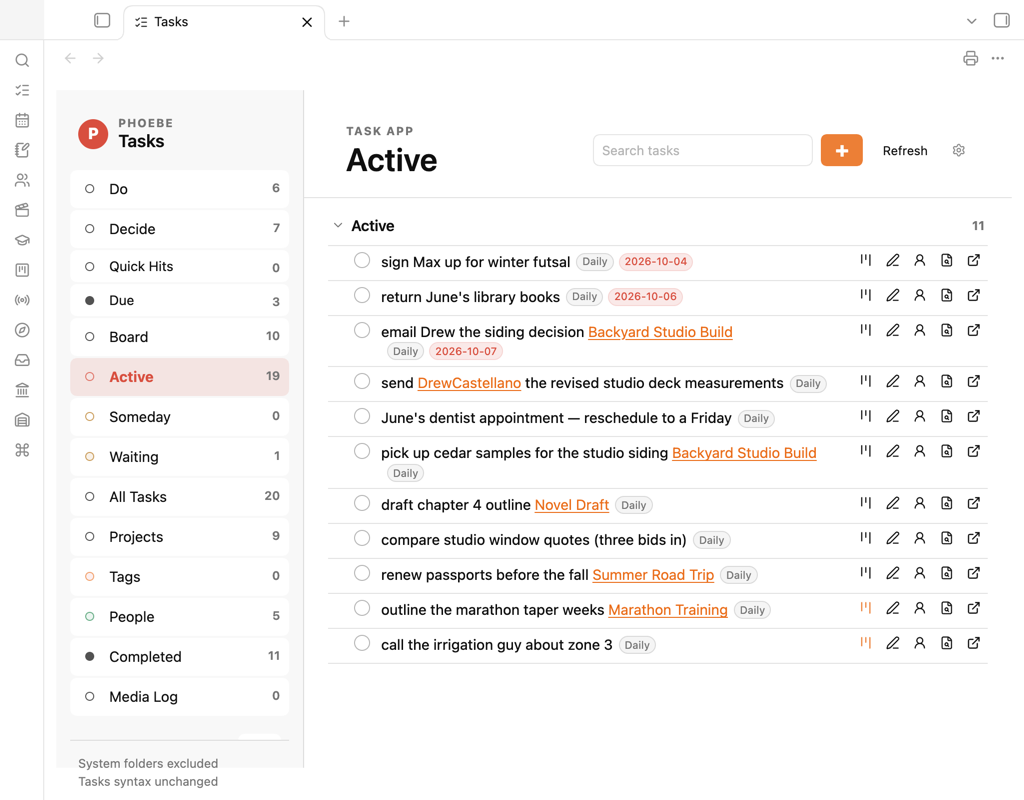 Tasks
P
PHOEBE
Tasks
Do 6
Decide 7
Quick Hits 0
Due 3
Board 10
Active 19
Someday 0
Waiting 1
All Tasks 20
Projects 9
Tags 0
People 5
Completed 11
Media Log 0
System folders excluded
Tasks syntax unchanged
TASK APP
Active
Search tasks
Refresh
Active 11
sign Max up for winter futsal Daily 2026-10-04
return June's library books Daily 2026-10-06
email Drew the siding decision Backyard Studio Build
Daily 2026-10-07
send DrewCastellano the revised studio deck measurements Daily
June's dentist appointment — reschedule to a Friday Daily
pick up cedar samples for the studio siding Backyard Studio Build
Daily
draft chapter 4 outline Novel Draft Daily
compare studio window quotes (three bids in) Daily
renew passports before the fall Summer Road Trip Daily
outline the marathon taper weeks Marathon Training Daily
call the irrigation guy about zone 3 Daily